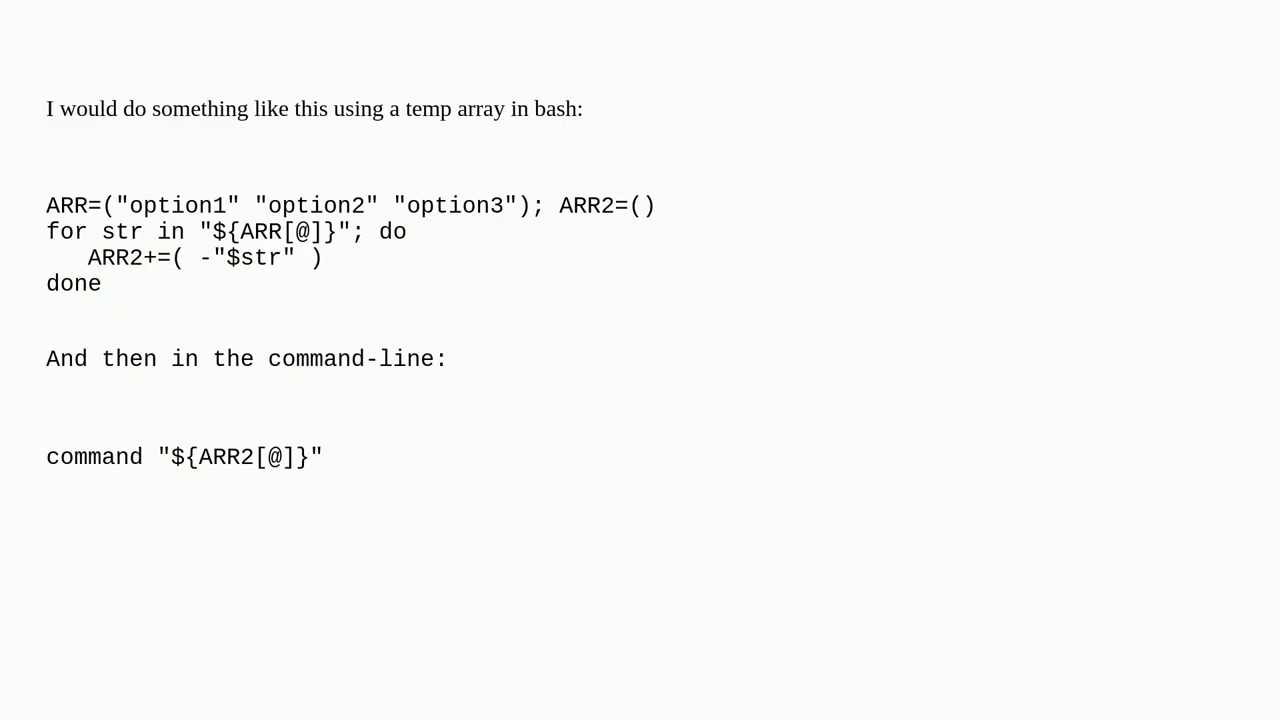 I would do something like this using a temp array in bash:
ARR=("option1" "option2" "option3"); ARR2=()
for str in "${ARR[@]}"; do
   ARR2+=( -"$str" )
done
And then in the command-line:
command "${ARR2[@]}"